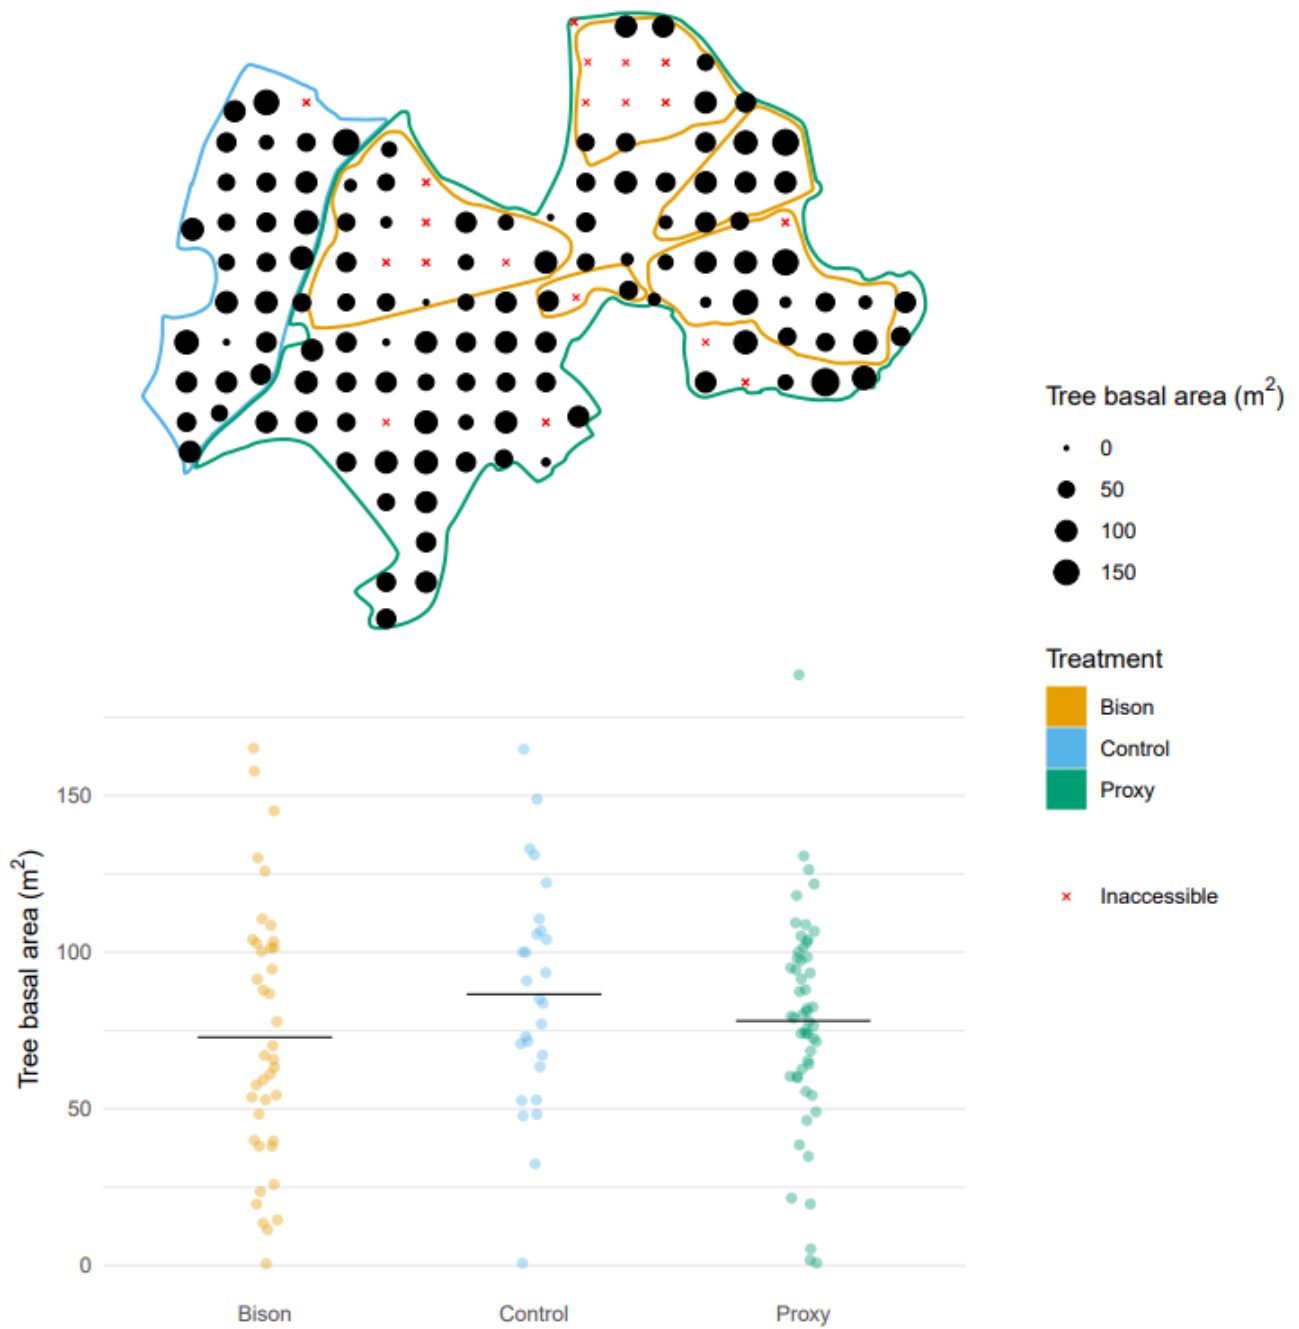 Tree basal area (m²)
0
50
100
150
Treatment
Bison
Control
Proxy
Inaccessible
Tree basal area (m²)
150
100
50
0
Bison Control Proxy